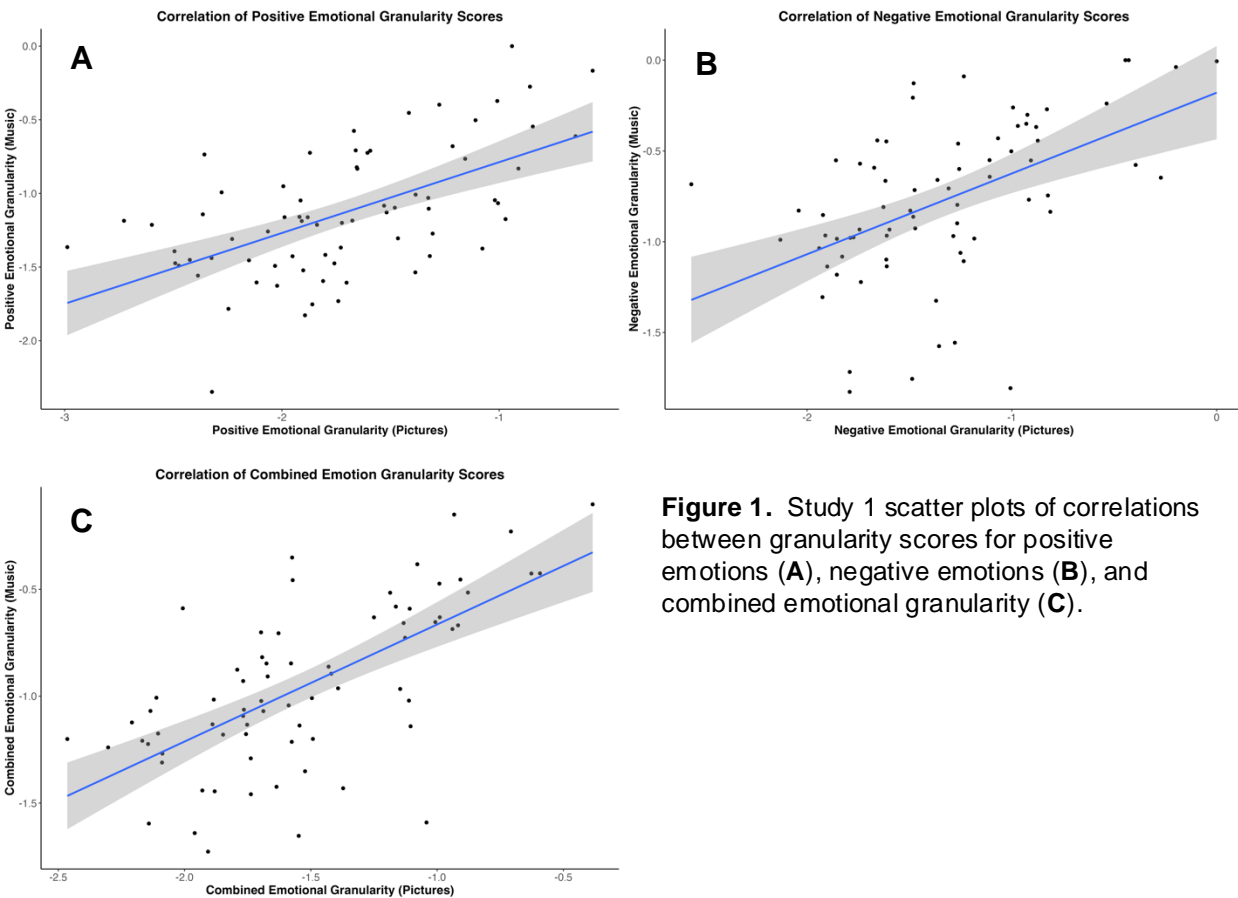 Correlation of Positive Emotional Granularity Scores
A
0.0
-0.5
-1.0
-1.5
-2.0
Positive Emotional Granularity (Music)
-3
-2
-1
Positive Emotional Granularity (Pictures)
Correlation of Negative Emotional Granularity Scores
B
0.0
-0.5
-1.0
-1.5
Negative Emotional Granularity (Music)
-2
-1
0
Negative Emotional Granularity (Pictures)
Correlation of Combined Emotion Granularity Scores
C
-0.5
-1.0
-1.5
Combined Emotional Granularity (Music)
-2.5
-2.0
-1.5
-1.0
-0.5
Combined Emotional Granularity (Pictures)
Figure 1. Study 1 scatter plots of correlations
between granularity scores for positive
emotions (A), negative emotions (B), and
combined emotional granularity (C).